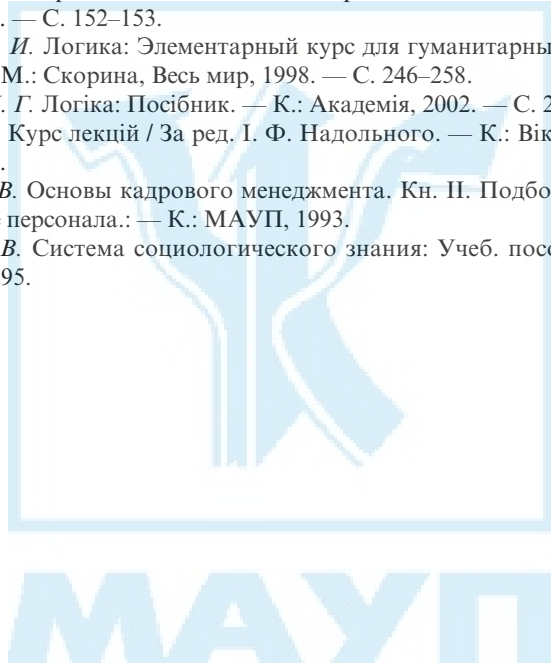 . — С. 152–153.
И. Логика: Элементарный курс для гуманитарны
М.: Скорина, Весь мир, 1998. — С. 246–258.
Г. Логіка: Посібник. — К.: Академія, 2002. — С. 2
Курс лекцій / За ред. І. Ф. Надольного. — К.: Вік
.
В. Основы кадрового менеджмента. Кн. II. Подбо
персонала.: — К.: МАУП, 1993.
В. Система социологического знания: Учеб. посо
95.
МАУП